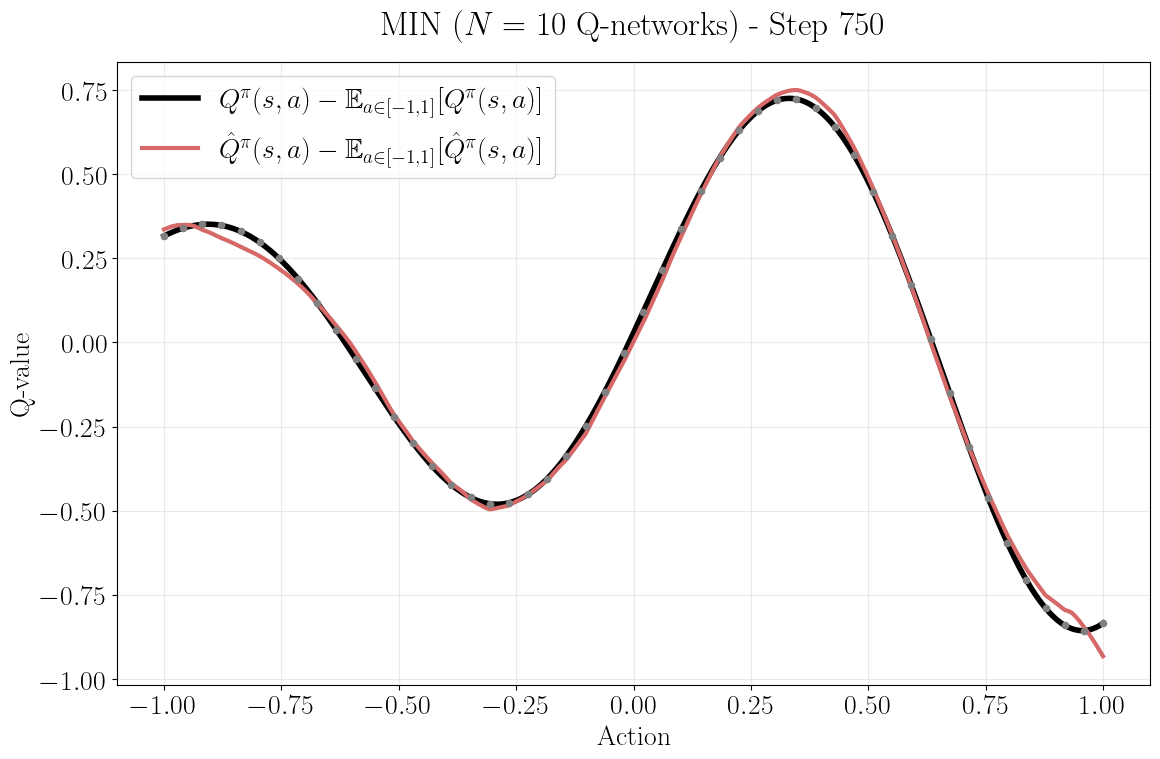 MIN (N = 10 Q-networks) - Step 750
Q^π(s, a) − 𝔼_{a∈[−1,1]}[Q^π(s, a)]
Q̂^π(s, a) − 𝔼_{a∈[−1,1]}[Q̂^π(s, a)]
0.75
0.50
0.25
0.00
−0.25
−0.50
−0.75
−1.00
Q-value
−1.00 −0.75 −0.50 −0.25 0.00 0.25 0.50 0.75 1.00
Action